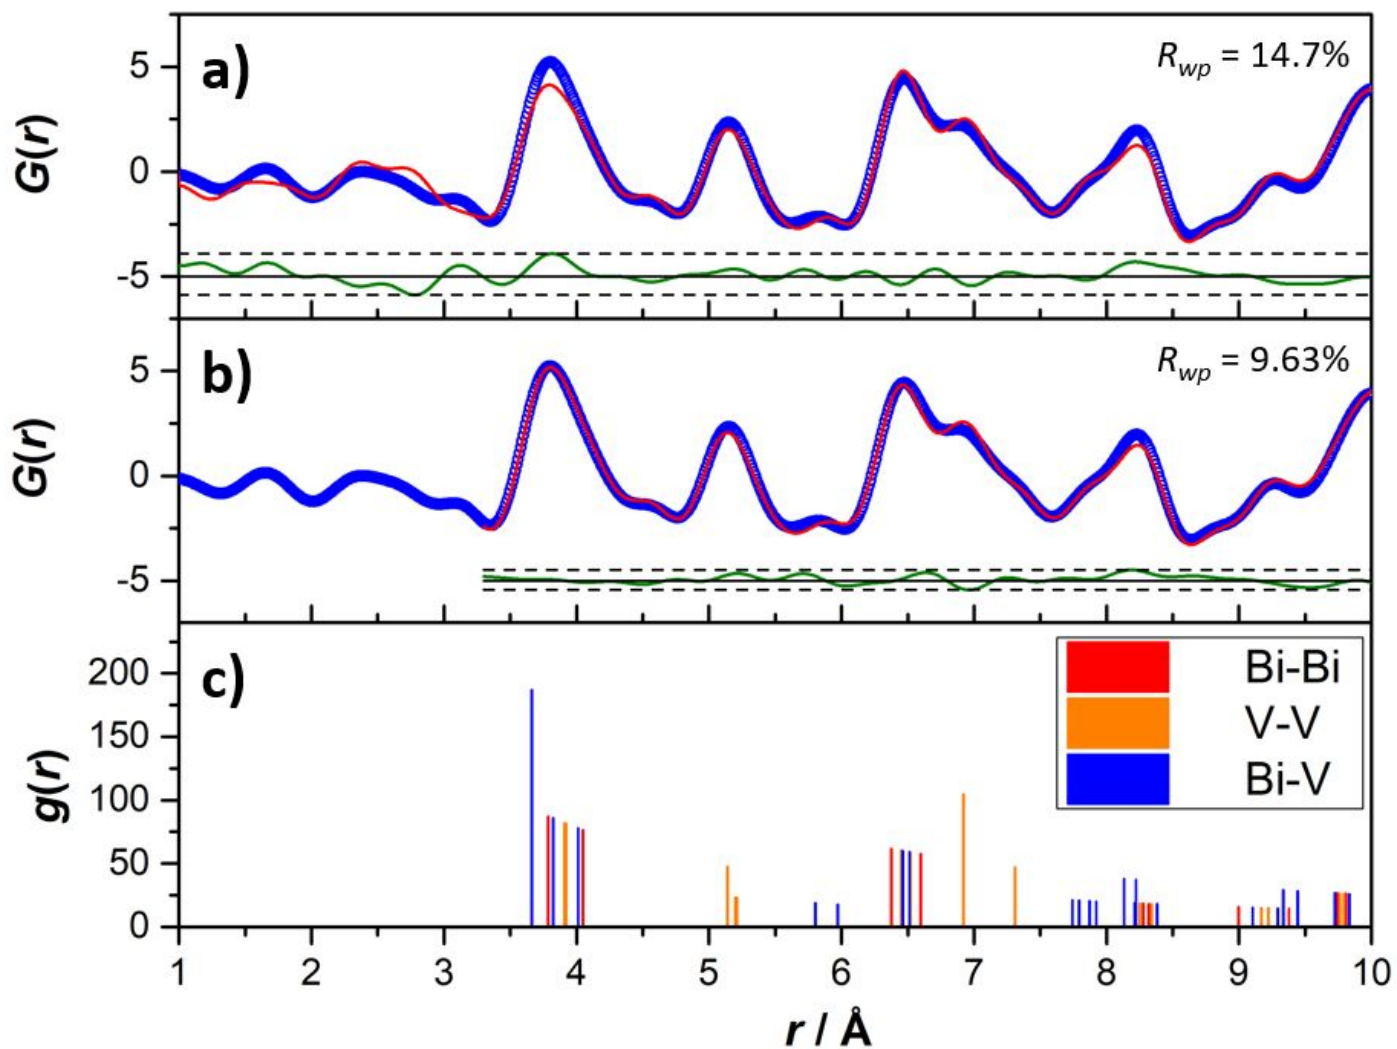 a)
R_wp = 14.7%
G(r)
5
0
-5
b)
R_wp = 9.63%
G(r)
5
0
-5
c)
Bi-Bi
V-V
Bi-V
g(r)
200
150
100
50
0
1 2 3 4 5 6 7 8 9 10
r / Å